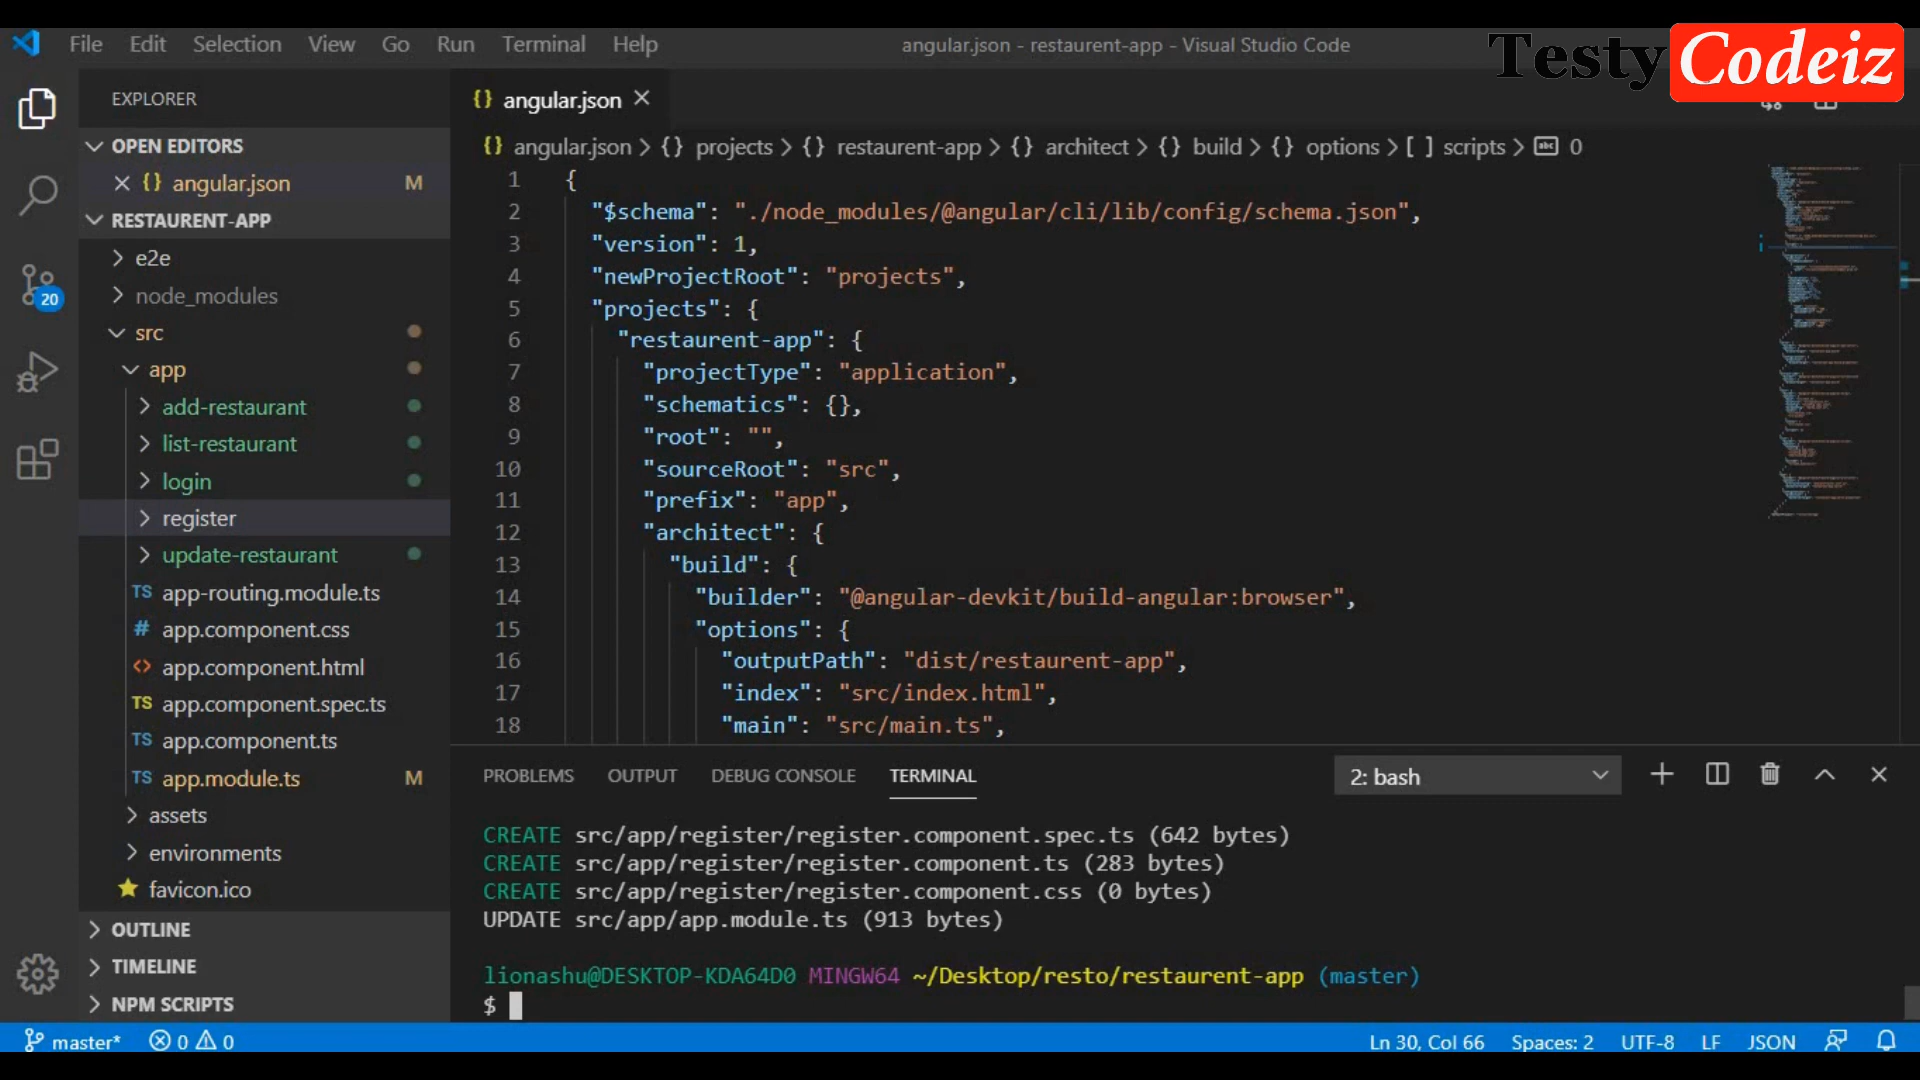 File Edit Selection View Go Run Terminal Help
angular.json - restaurent-app - Visual Studio Code
Testy Codeiz
EXPLORER
OPEN EDITORS
{} angular.json M
RESTAURENT-APP
e2e
node_modules
20
src
app
add-restaurant
list-restaurant
login
register
update-restaurant
TS app-routing.module.ts
# app.component.css
<> app.component.html
TS app.component.spec.ts
TS app.component.ts
TS app.module.ts M
assets
environments
favicon.ico
OUTLINE
TIMELINE
NPM SCRIPTS
{} angular.json
{} angular.json > {} projects > {} restaurent-app > {} architect > {} build > {} options > [ ] scripts > abc 0
1 {
2 "$schema": "./node_modules/@angular/cli/lib/config/schema.json",
3 "version": 1,
4 "newProjectRoot": "projects",
5 "projects": {
6 "restaurent-app": {
7 "projectType": "application",
8 "schematics": {},
9 "root": "",
10 "sourceRoot": "src",
11 "prefix": "app",
12 "architect": {
13 "build": {
14 "builder": "@angular-devkit/build-angular:browser",
15 "options": {
16 "outputPath": "dist/restaurent-app",
17 "index": "src/index.html",
18 "main": "src/main.ts",
PROBLEMS OUTPUT DEBUG CONSOLE TERMINAL 2: bash
CREATE src/app/register/register.component.spec.ts (642 bytes)
CREATE src/app/register/register.component.ts (283 bytes)
CREATE src/app/register/register.component.css (0 bytes)
UPDATE src/app/app.module.ts (913 bytes)
lionashu@DESKTOP-KDA64D0 MINGW64 ~/Desktop/resto/restaurent-app (master)
$
master* 0 0 Ln 30, Col 66 Spaces: 2 UTF-8 LF JSON